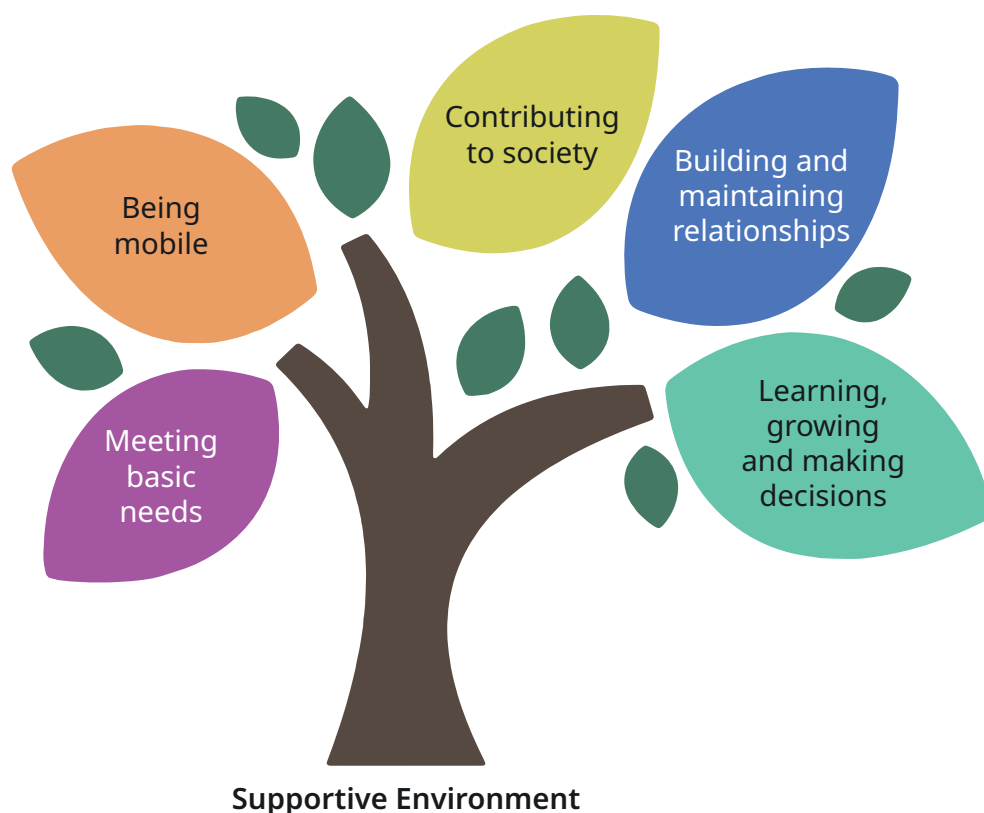 Contributing
to society
Building and
maintaining
relationships
Being
mobile
Learning,
growing
and making
decisions
Meeting
basic
needs
Supportive Environment